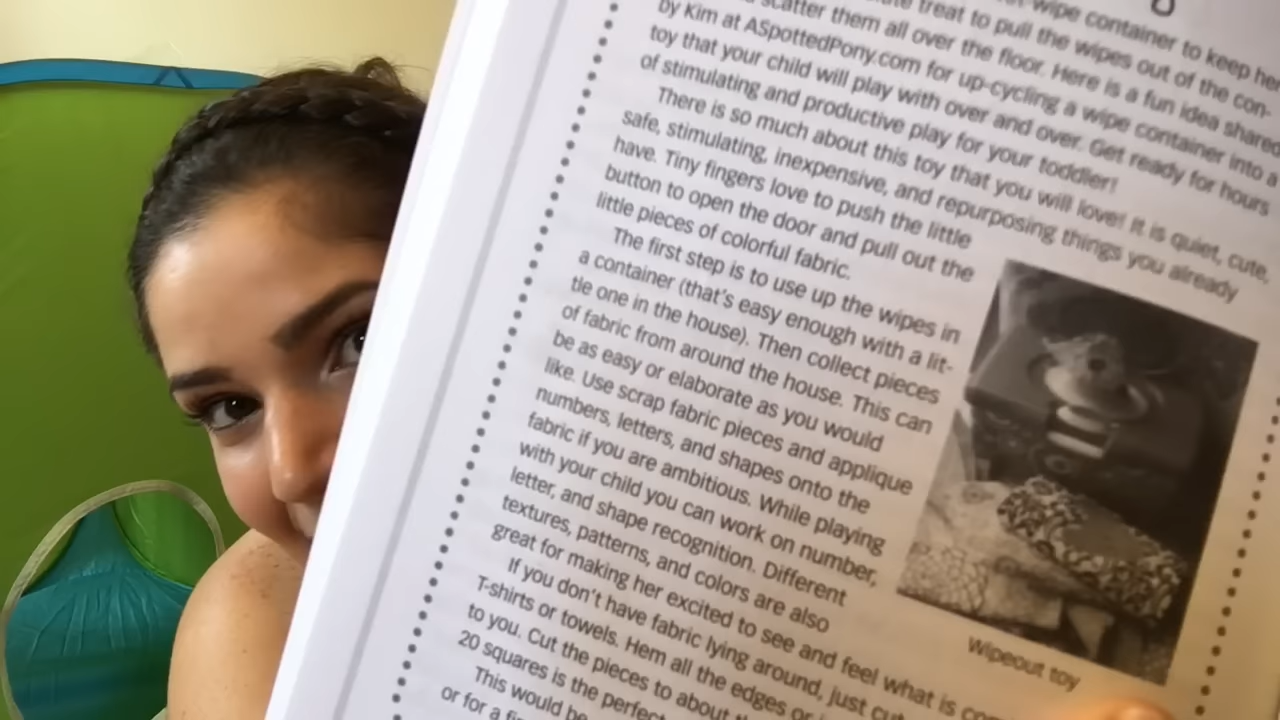 container to keep her
treat to pull the wipes out of the con-
scatter them all over the floor. Here is a fun idea shared
by Kim at ASpottedPony.com for up-cycling a wipe container into a
toy that your child will play with over and over. Get ready for hours
of stimulating and productive play for your toddler!
There is so much about this toy that you will love! It is quiet, cute,
safe, stimulating, inexpensive, and repurposing things you already
have. Tiny fingers love to push the little
button to open the door and pull out the
little pieces of colorful fabric.
The first step is to use up the wipes in
a container (that's easy enough with a lit-
tle one in the house). Then collect pieces
of fabric from around the house. This can
be as easy or elaborate as you would
like. Use scrap fabric pieces and applique
numbers, letters, and shapes onto the
fabric if you are ambitious. While playing
with your child you can work on number,
letter, and shape recognition. Different
textures, patterns, and colors are also
great for making her excited to see and feel what is
If you don't have fabric lying around, just cut
T-shirts or towels. Hem all the edges or
to you. Cut the pieces to about
20 squares is the perfect
This would be
or for a
Wipeout toy